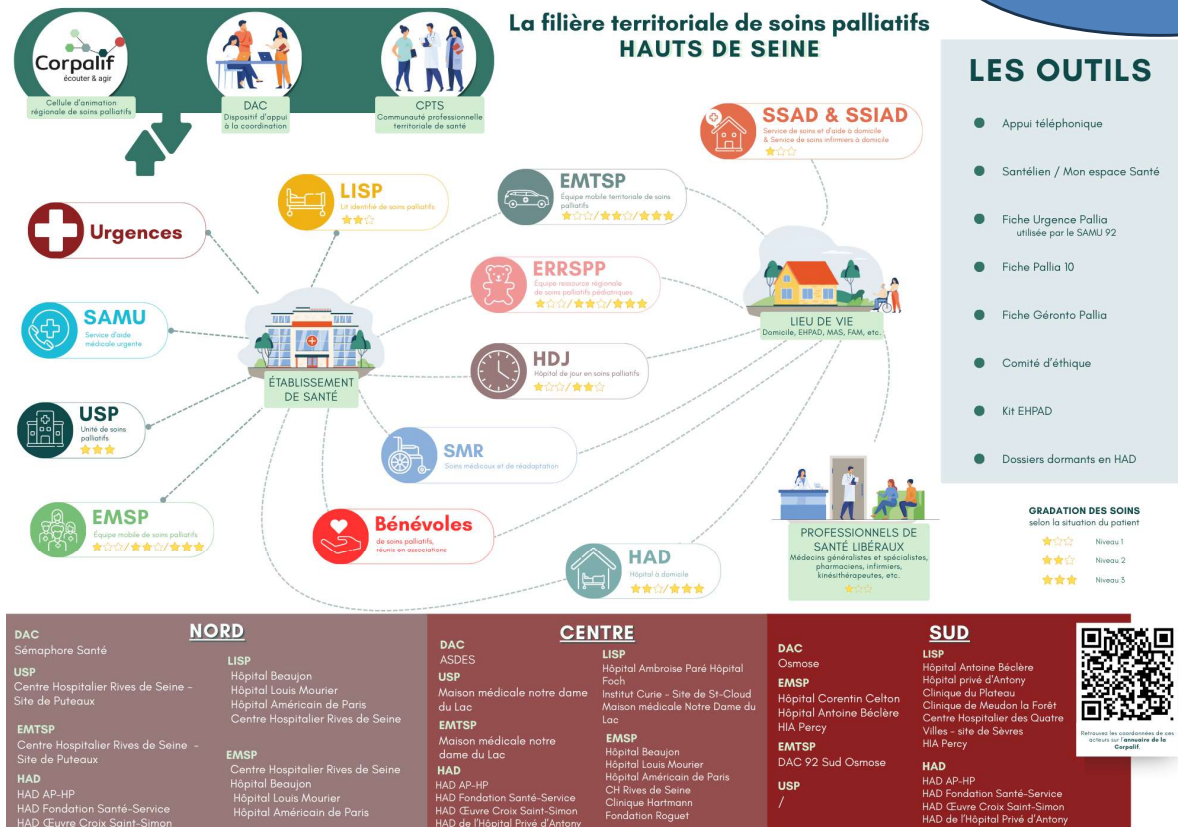 La filière territoriale de soins palliatifs
HAUTS DE SEINE
Corpalif
écouter & agir
Cellule d'animation
régionale de soins palliatifs
DAC
Dispositif d'appui
à la coordination
CPTS
Communauté professionnelle
territoriale de santé
SSAD & SSIAD
Service de soins et d'aide à domicile
& Service de soins infirmiers à domicile
LISP
Lit identifié de soins palliatifs
EMTSP
Équipe mobile territoriale de soins
palliatifs
Urgences
ERRSPP
Équipe ressource régionale
de soins palliatifs pédiatriques
SAMU
Service d'aide
médicale urgente
LIEU DE VIE
Domicile, EHPAD, MAS, FAM, etc.
HDJ
Hôpital de jour en soins palliatifs
ÉTABLISSEMENT
DE SANTÉ
USP
Unité de soins
palliatifs
SMR
Soins médicaux et de réadaptation
EMSP
Équipe mobile de soins palliatifs
Bénévoles
de soins palliatifs,
réunis en associations
HAD
Hôpital à domicile
PROFESSIONNELS DE
SANTÉ LIBÉRAUX
Médecins généralistes et spécialistes,
pharmaciens, infirmiers,
kinésithérapeutes, etc.
LES OUTILS
Appui téléphonique
Santélien / Mon espace Santé
Fiche Urgence Pallia
utilisée par le SAMU 92
Fiche Pallia 10
Fiche Géronto Pallia
Comité d'éthique
Kit EHPAD
Dossiers dormants en HAD
GRADATION DES SOINS
selon la situation du patient
Niveau 1
Niveau 2
Niveau 3
NORD
DAC
Sémaphore Santé
USP
Centre Hospitalier Rives de Seine -
Site de Puteaux
EMTSP
Centre Hospitalier Rives de Seine -
Site de Puteaux
HAD
HAD AP-HP
HAD Fondation Santé-Service
HAD Œuvre Croix Saint-Simon
LISP
Hôpital Beaujon
Hôpital Louis Mourier
Hôpital Américain de Paris
Centre Hospitalier Rives de Seine
EMSP
Centre Hospitalier Rives de Seine
Hôpital Beaujon
Hôpital Louis Mourier
Hôpital Américain de Paris
CENTRE
DAC
ASDES
USP
Maison médicale notre dame
du Lac
EMTSP
Maison médicale notre
dame du Lac
HAD
HAD AP-HP
HAD Fondation Santé-Service
HAD Œuvre Croix Saint-Simon
HAD de l'Hôpital Privé d'Antony
LISP
Hôpital Ambroise Paré Hôpital
Foch
Institut Curie - Site de St-Cloud
Maison médicale Notre Dame du
Lac
EMSP
Hôpital Beaujon
Hôpital Louis Mourier
Hôpital Américain de Paris
CH Rives de Seine
Clinique Hartmann
Fondation Roguet
SUD
DAC
Osmose
EMSP
Hôpital Corentin Celton
Hôpital Antoine Béclère
HIA Percy
EMTSP
DAC 92 Sud Osmose
USP
/
LISP
Hôpital Antoine Béclère
Hôpital privé d'Antony
Clinique du Plateau
Clinique de Meudon la Forêt
Centre Hospitalier des Quatre
Villes - site de Sèvres
HIA Percy
HAD
HAD AP-HP
HAD Fondation Santé-Service
HAD Œuvre Croix Saint-Simon
HAD de l'Hôpital Privé d'Antony
Retrouvez les coordonnées de ces
acteurs sur l'annuaire de la
Corpalif.